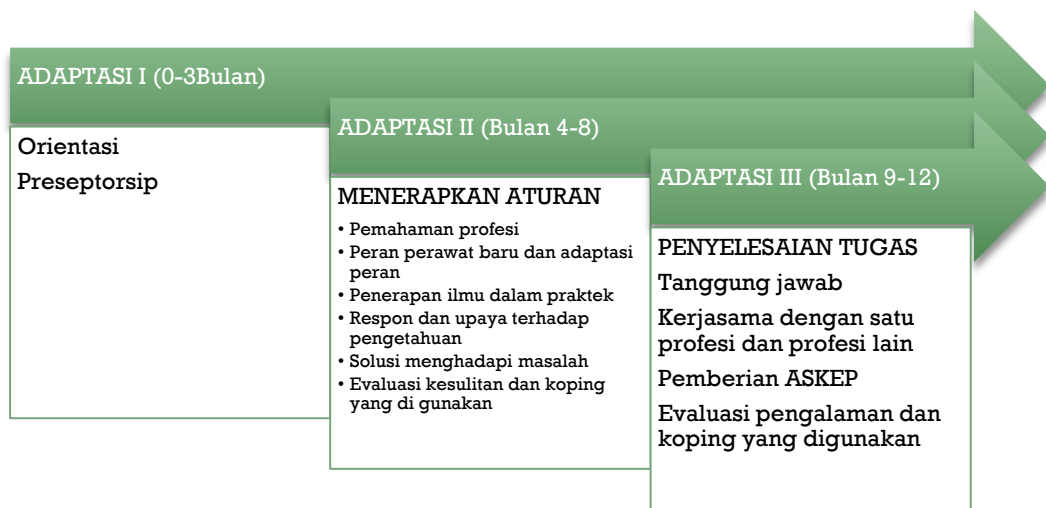 ADAPTASI I (0-3Bulan)
Orientasi
Preseptorsip
ADAPTASI II (Bulan 4-8)
MENERAPKAN ATURAN
• Pemahaman profesi
• Peran perawat baru dan adaptasi
peran
• Penerapan ilmu dalam praktek
• Respon dan upaya terhadap
pengetahuan
• Solusi menghadapi masalah
• Evaluasi kesulitan dan koping
yang di gunakan
ADAPTASI III (Bulan 9-12)
PENYELESAIAN TUGAS
Tanggung jawab
Kerjasama dengan satu
profesi dan profesi lain
Pemberian ASKEP
Evaluasi pengalaman dan
koping yang digunakan